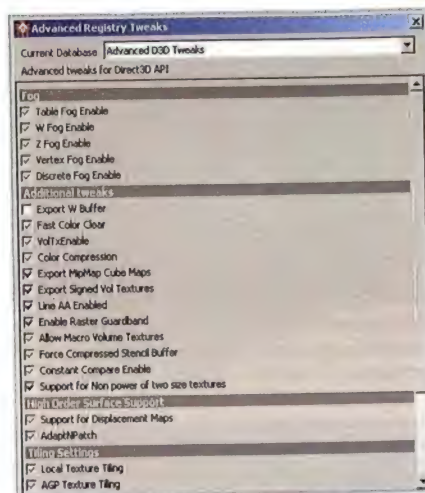 Advanced Registry Tweaks
Current Database Advanced D3D Tweaks
Advanced tweaks for Direct3D API
Fog
Table Fog Enable
W Fog Enable
Z Fog Enable
Vertex Fog Enable
Discrete Fog Enable
Additional tweaks
Export W Buffer
Fast Color Clear
VolTxEnable
Color Compression
Export MipMap Cube Maps
Export Signed Vol Textures
Line AA Enabled
Enable Raster Guardband
Allow Macro Volume Textures
Force Compressed Stencil Buffer
Constant Compare Enable
Support for Non power of two size textures
High Order Surface Support
Support for Displacement Maps
AdaptNPatch
Tiling Settings
Local Texture Tiling
AGP Texture Tiling